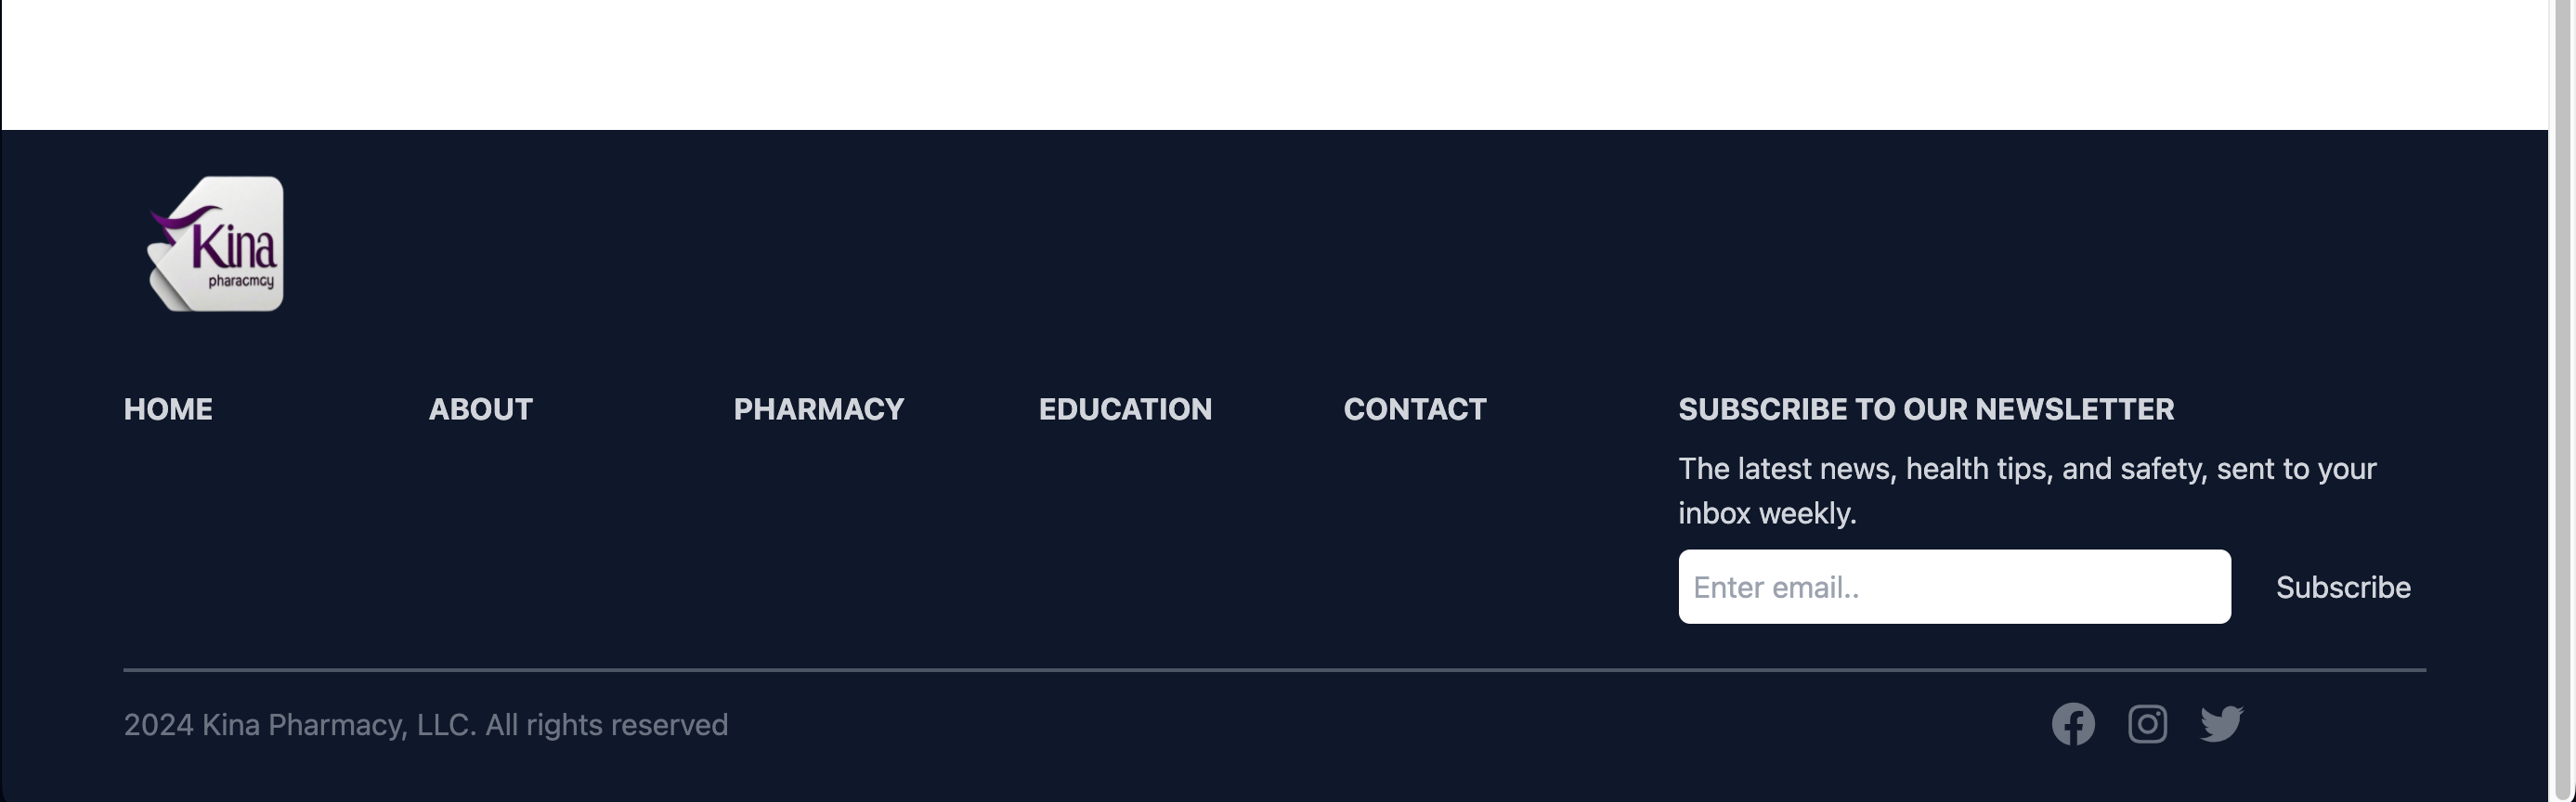 Kina
pharacmcy
HOME ABOUT PHARMACY EDUCATION CONTACT SUBSCRIBE TO OUR NEWSLETTER
The latest news, health tips, and safety, sent to your
inbox weekly.
Enter email.. Subscribe
2024 Kina Pharmacy, LLC. All rights reserved